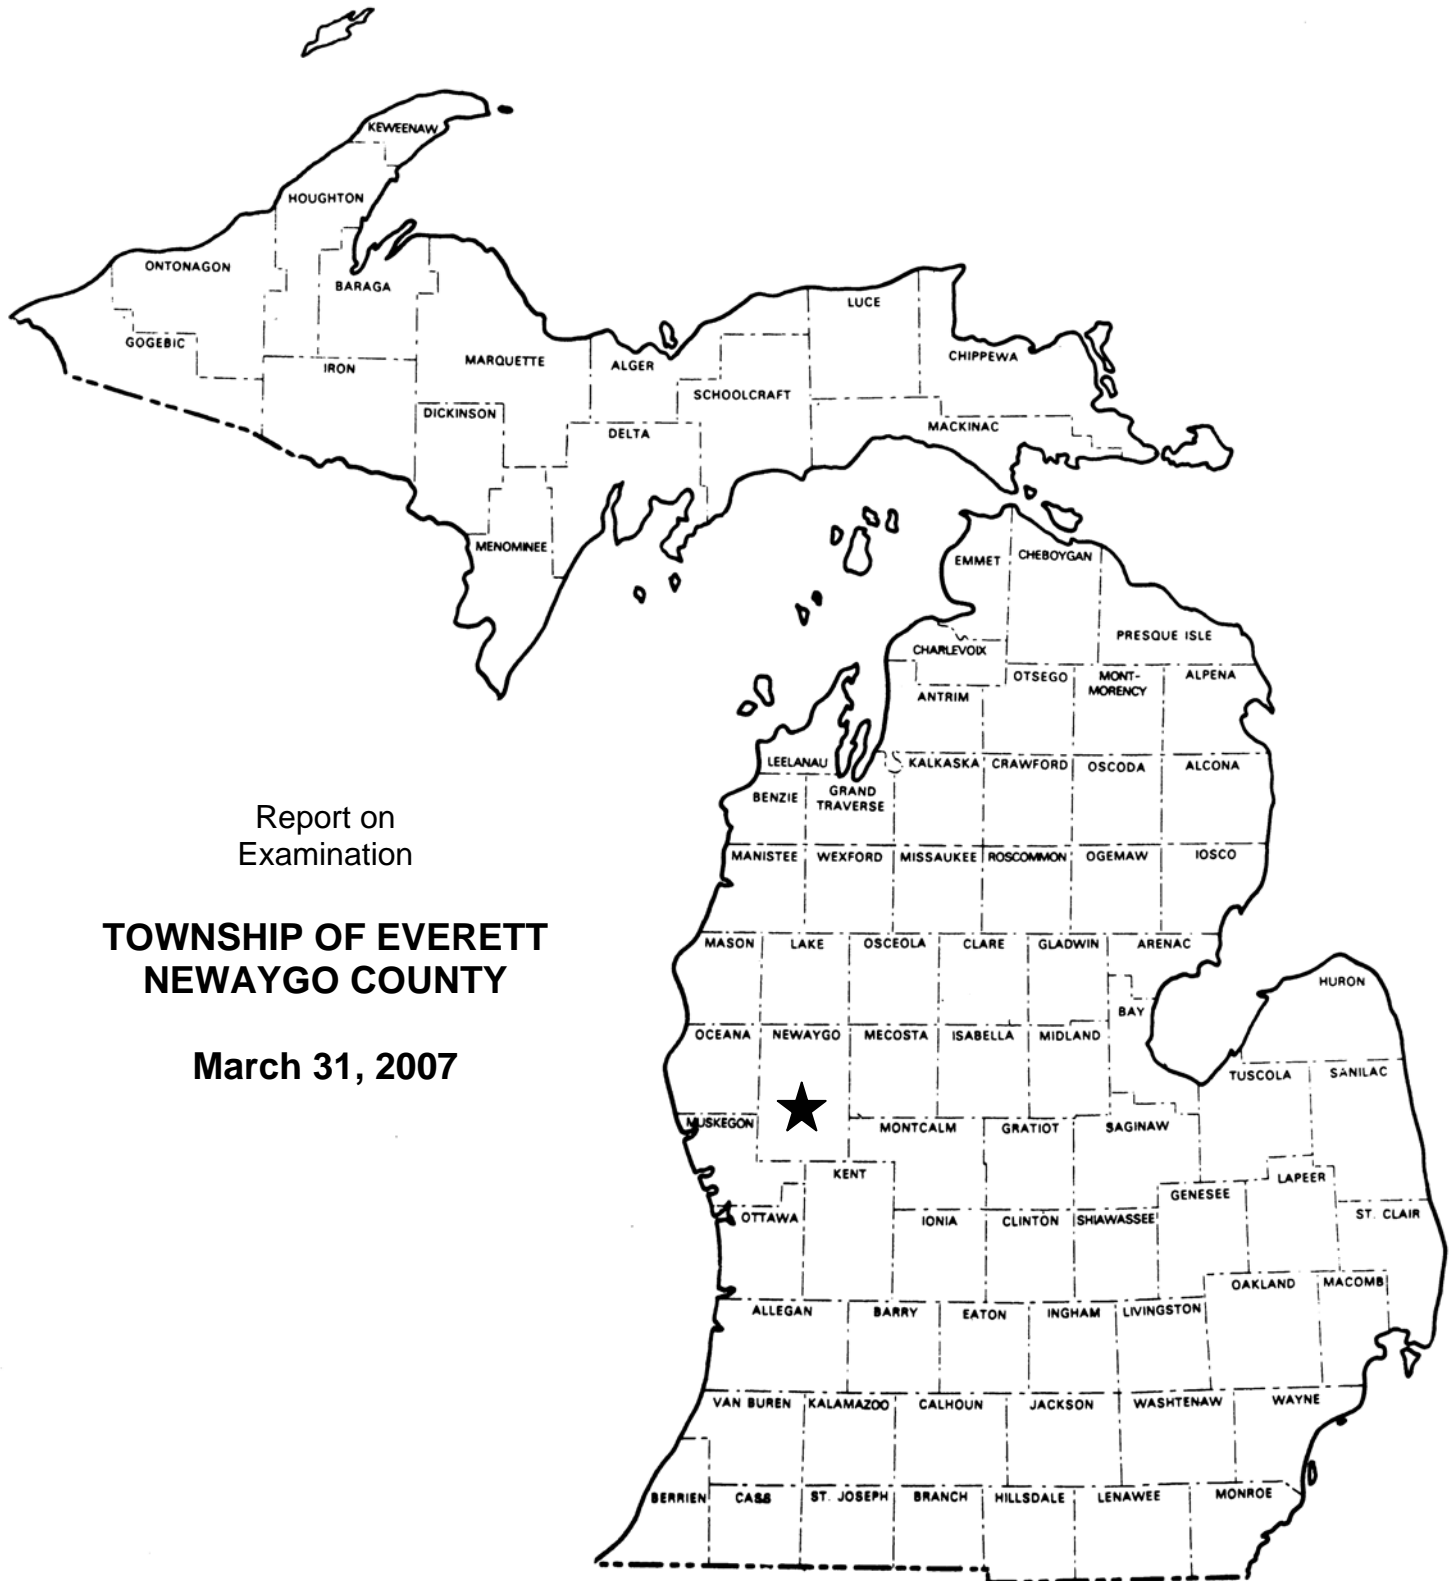 KEWEENAW
HOUGHTON
ONTONAGON
BARAGA
LUCE
GOGEBIC
IRON
MARQUETTE
ALGER
CHIPPEWA
SCHOOLCRAFT
DICKINSON
DELTA
MACKINAC
MENOMINEE
EMMET
CHEBOYGAN
PRESQUE ISLE
CHARLEVOIX
ANTRIM
OTSEGO
MONT-
MORENCY
ALPENA
LEELANAU
KALKASKA
CRAWFORD
OSCODA
ALCONA
BENZIE
GRAND
TRAVERSE
Report on
Examination
MANISTEE
WEXFORD
MISSAUKEE
ROSCOMMON
OGEMAW
IOSCO
TOWNSHIP OF EVERETT
NEWAYGO COUNTY
MASON
LAKE
OSCEOLA
CLARE
GLADWIN
ARENAC
HURON
BAY
March 31, 2007
OCEANA
NEWAYGO
MECOSTA
ISABELLA
MIDLAND
TUSCOLA
SANILAC
MUSKEGON
MONTCALM
GRATIOT
SAGINAW
KENT
GENESEE
LAPEER
OTTAWA
IONIA
CLINTON
SHIAWASSEE
ST. CLAIR
OAKLAND
MACOMB
ALLEGAN
BARRY
EATON
INGHAM
LIVINGSTON
VAN BUREN
KALAMAZOO
CALHOUN
JACKSON
WASHTENAW
WAYNE
BERRIEN
CASS
ST. JOSEPH
BRANCH
HILLSDALE
LENAWEE
MONROE